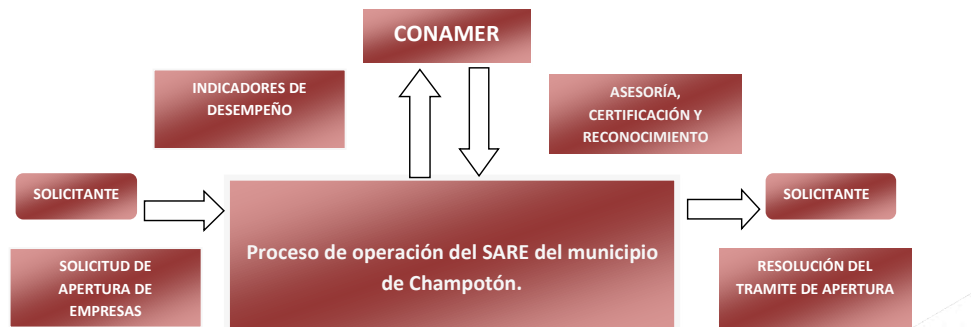 CONAMER
INDICADORES DE
DESEMPEÑO
ASESORÍA,
CERTIFICACIÓN Y
RECONOCIMIENTO
SOLICITANTE
SOLICITANTE
Proceso de operación del SARE del municipio
de Champotón.
SOLICITUD DE
APERTURA DE
EMPRESAS
RESOLUCIÓN DEL
TRAMITE DE APERTURA